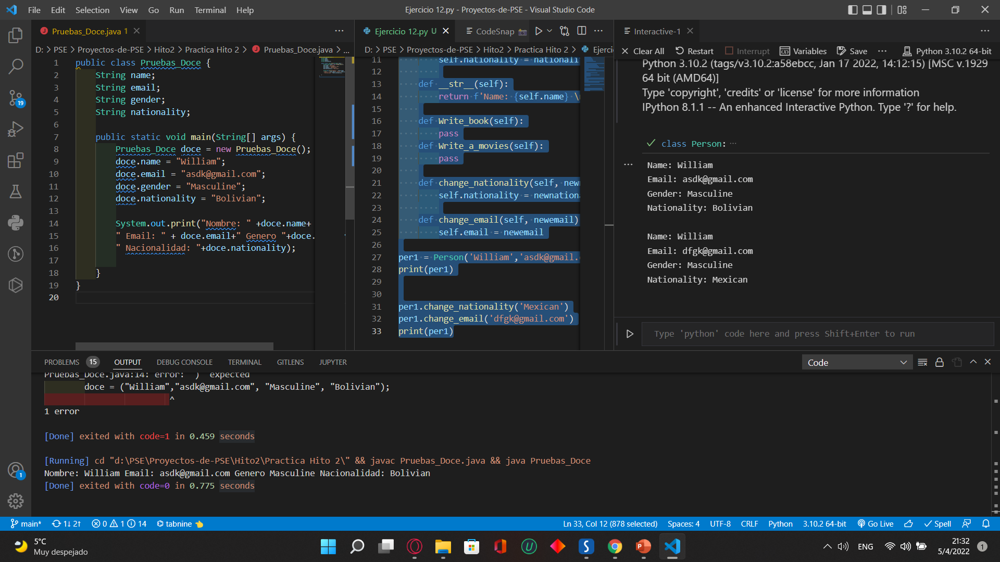 File Edit Selection View Go Run Terminal Help
Ejercicio 12.py - Proyectos-de-PSE - Visual Studio Code
Pruebas_Doce.java 1
D: > PSE > Proyectos-de-PSE > Hito2 > Practica Hito 2 > Pruebas_Doce.java > ...
1 public class Pruebas_Doce {
2 String name;
3 String email;
4 String gender;
5 String nationality;
6
7 public static void main(String[] args) {
8 Pruebas_Doce doce = new Pruebas_Doce();
9 doce.name = "William";
10 doce.email = "asdk@gmail.com";
11 doce.gender = "Masculine";
12 doce.nationality = "Bolivian";
13
14 System.out.print("Nombre: " +doce.name+
15 " Email: " + doce.email+" Genero "+doce.
16 " Nacionalidad: "+doce.nationality);
17
18 }
19 }
20
Ejercicio 12.py U
CodeSnap
D: > PSE > Proyectos-de-PSE > Hito2 > Practica Hito 2 > Ejerci
11 self.nationality = nationali
12
13 def __str__(self):
14 return f'Name: {self.name} \
15
16 def Write_book(self):
17 pass
18 def Write_a_movies(self):
19 pass
20
21 def change_nationality(self, new
22 self.nationality = newnationa
23
24 def change_email(self, newemail)
25 self.email = newemail
26
27 per1 = Person('William','asdk@gmail.
28 print(per1)
29
30
31 per1.change_nationality('Mexican')
32 per1.change_email('dfgk@gmail.com')
33 print(per1)
Interactive-1
Clear All Restart Interrupt Variables Save ... Python 3.10.2 64-bit
Python 3.10.2 (tags/v3.10.2:a58ebcc, Jan 17 2022, 14:12:15) [MSC v.1929
64 bit (AMD64)]
Type 'copyright', 'credits' or 'license' for more information
IPython 8.1.1 -- An enhanced Interactive Python. Type '?' for help.
class Person: ...
Name: William
Email: asdk@gmail.com
Gender: Masculine
Nationality: Bolivian
Name: William
Email: dfgk@gmail.com
Gender: Masculine
Nationality: Mexican
Type 'python' code here and press Shift+Enter to run
PROBLEMS 15 OUTPUT DEBUG CONSOLE TERMINAL GITLENS JUPYTER
Code
Pruebas_Doce.java:14: error: ')' expected
doce = ("William","asdk@gmail.com", "Masculine", "Bolivian");
^
1 error
[Done] exited with code=1 in 0.459 seconds
[Running] cd "d:\PSE\Proyectos-de-PSE\Hito2\Practica Hito 2\" && javac Pruebas_Doce.java && java Pruebas_Doce
Nombre: William Email: asdk@gmail.com Genero Masculine Nacionalidad: Bolivian
[Done] exited with code=0 in 0.775 seconds
19
1
main* 1↓ 2↑ 0 1 14 tabnine
Ln 33, Col 12 (878 selected) Spaces: 4 UTF-8 CRLF Python 3.10.2 64-bit Go Live Spell
5°C
Muy despejado
ENG
21:32
5/4/2022
1